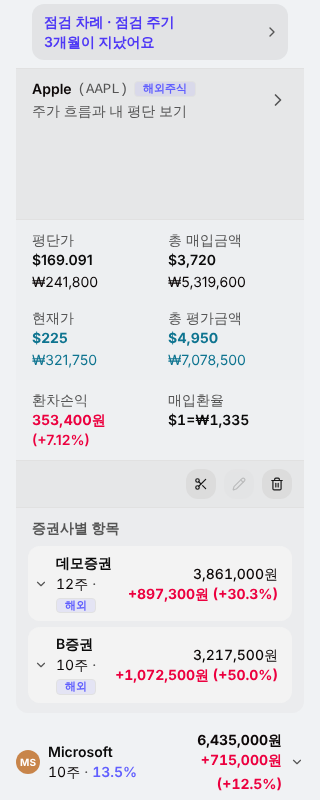 점검 차례 · 점검 주기
3개월이 지났어요
Apple (AAPL) 해외주식
주가 흐름과 내 평단 보기
평단가 총 매입금액
$169.091 $3,720
₩241,800 ₩5,319,600
현재가 총 평가금액
$225 $4,950
₩321,750 ₩7,078,500
환차손익 매입환율
353,400원 $1=₩1,335
(+7.12%)
증권사별 항목
데모증권
12주 ·
해외
3,861,000원
+897,300원 (+30.3%)
B증권
10주 ·
해외
3,217,500원
+1,072,500원 (+50.0%)
MS
Microsoft
10주 · 13.5%
6,435,000원
+715,000원
(+12.5%)